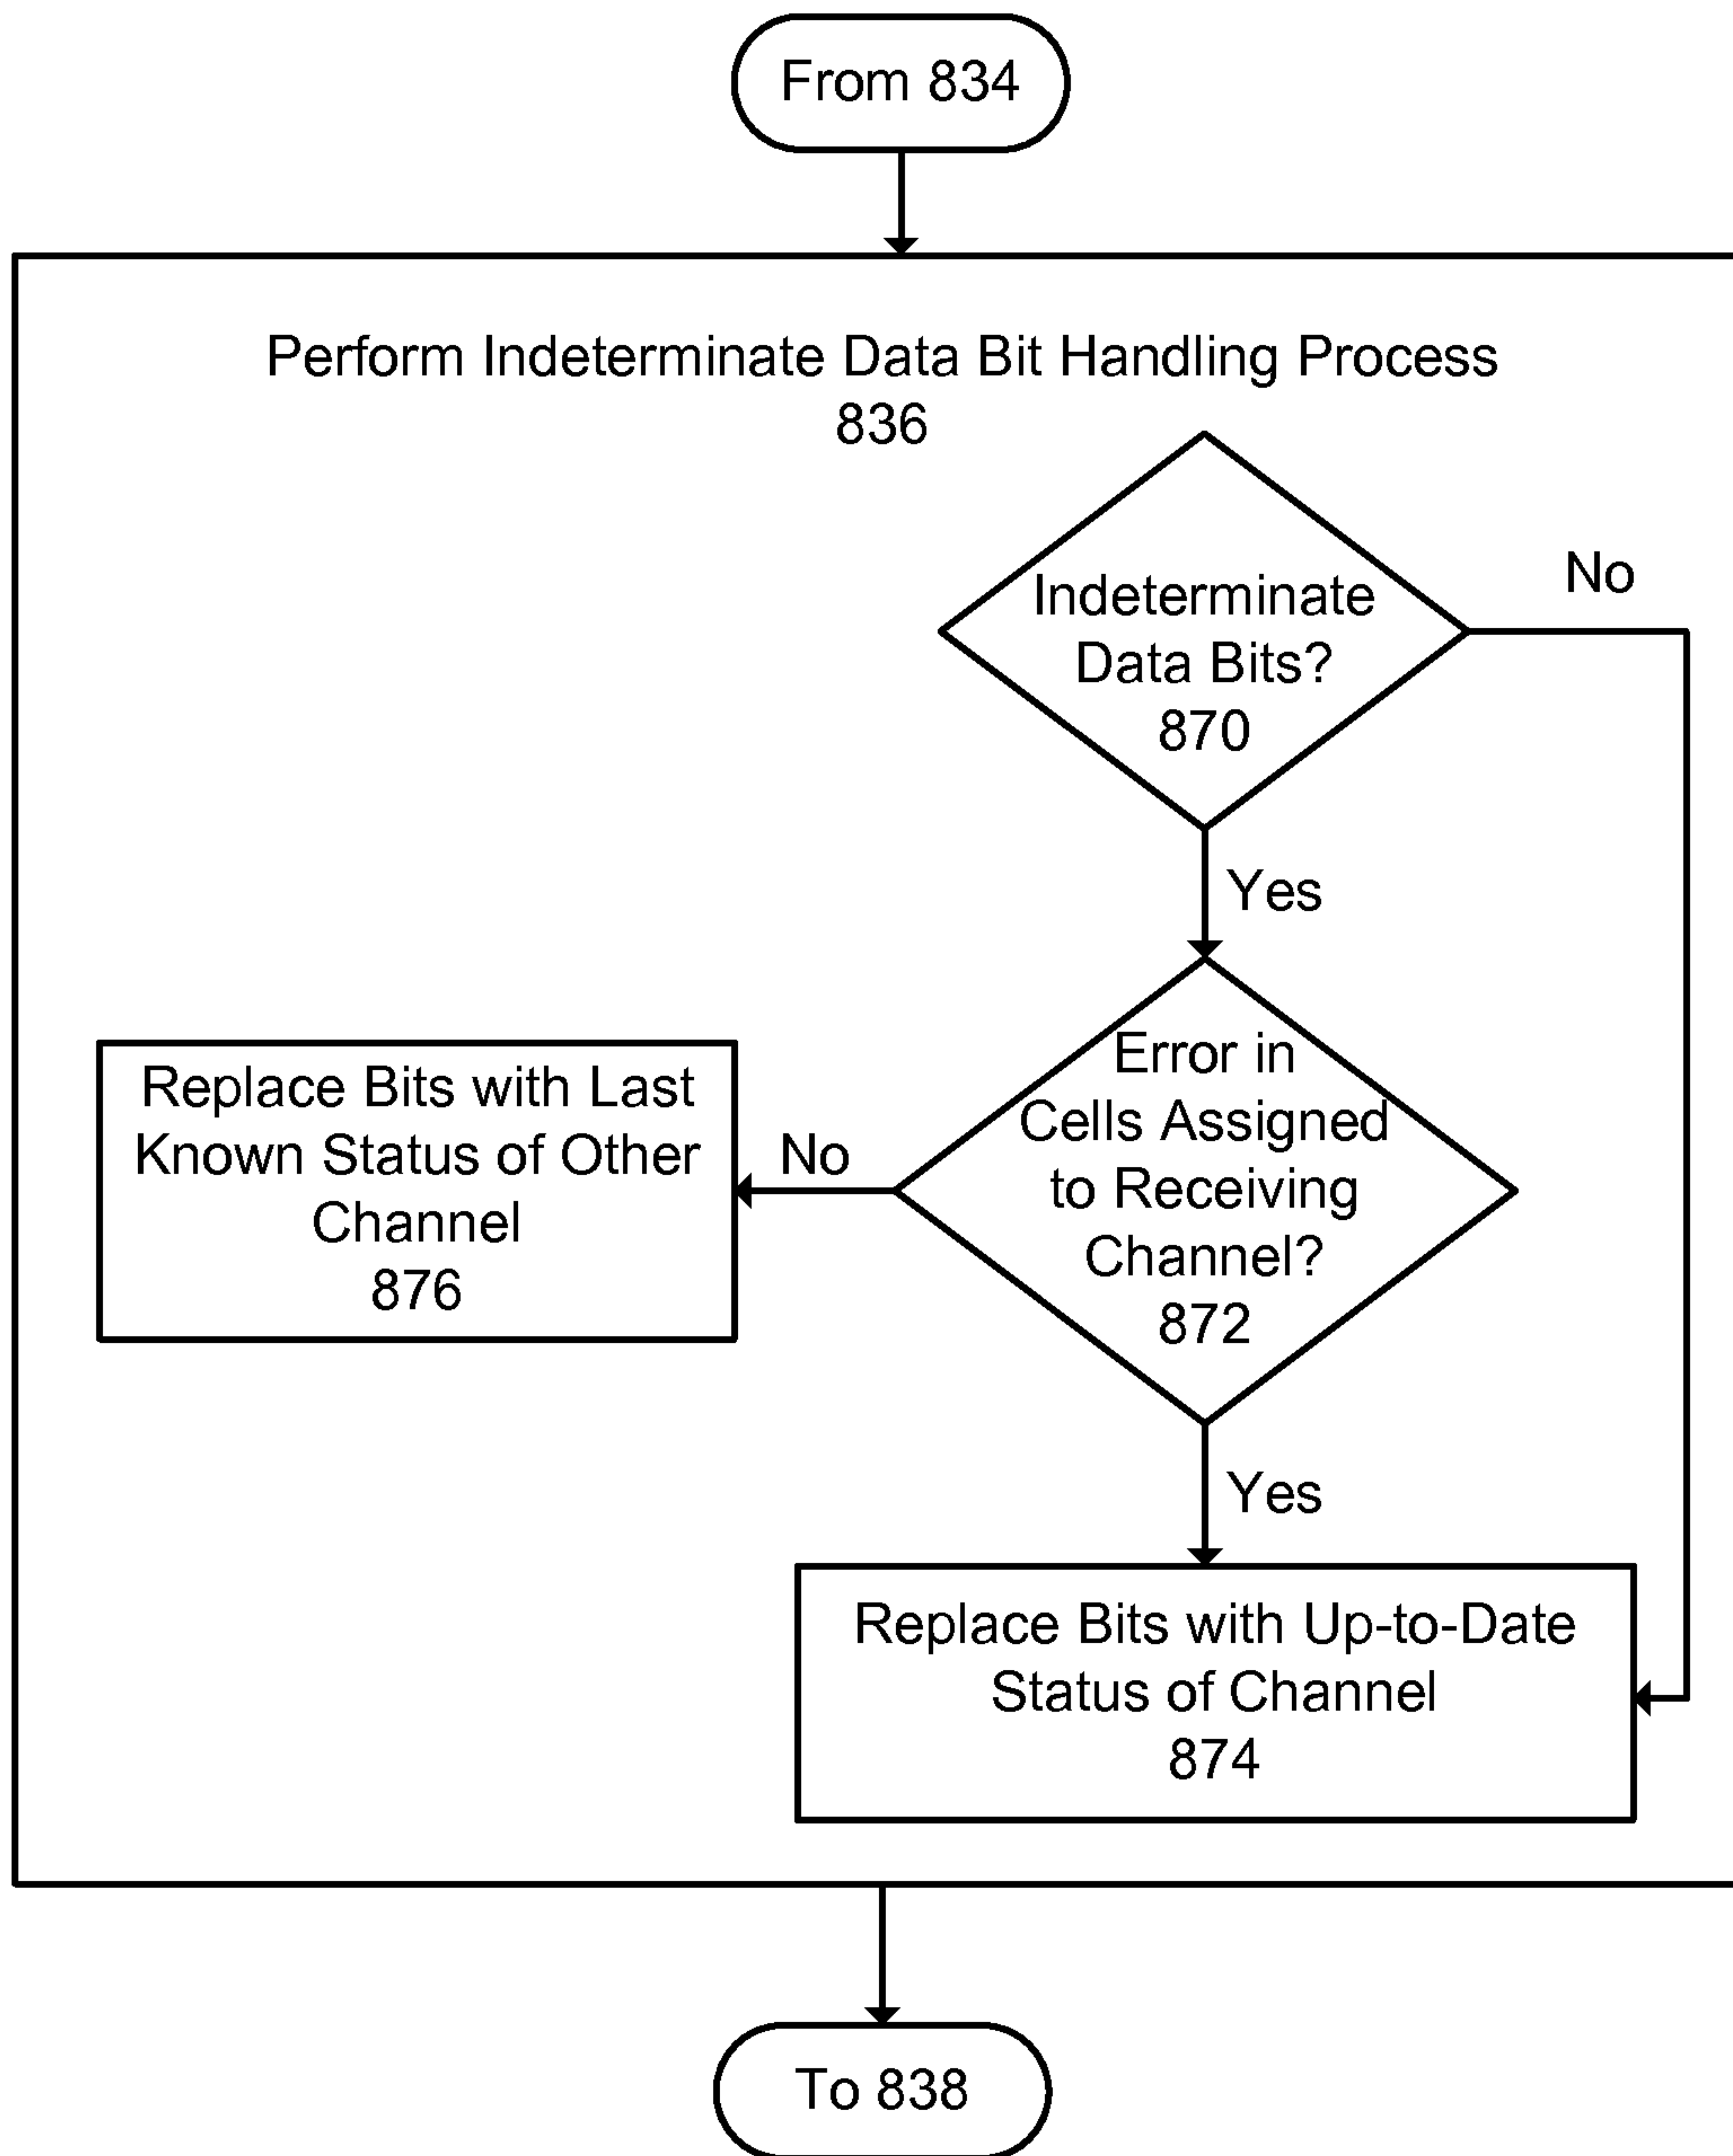 From 834
Perform Indeterminate Data Bit Handling Process
836
No
Indeterminate
Data Bits?
870
Yes
Error in
Cells Assigned
to Receiving
Channel?
872
No
Replace Bits with Last
Known Status of Other
Channel
876
Yes
Replace Bits with Up-to-Date
Status of Channel
874
To 838